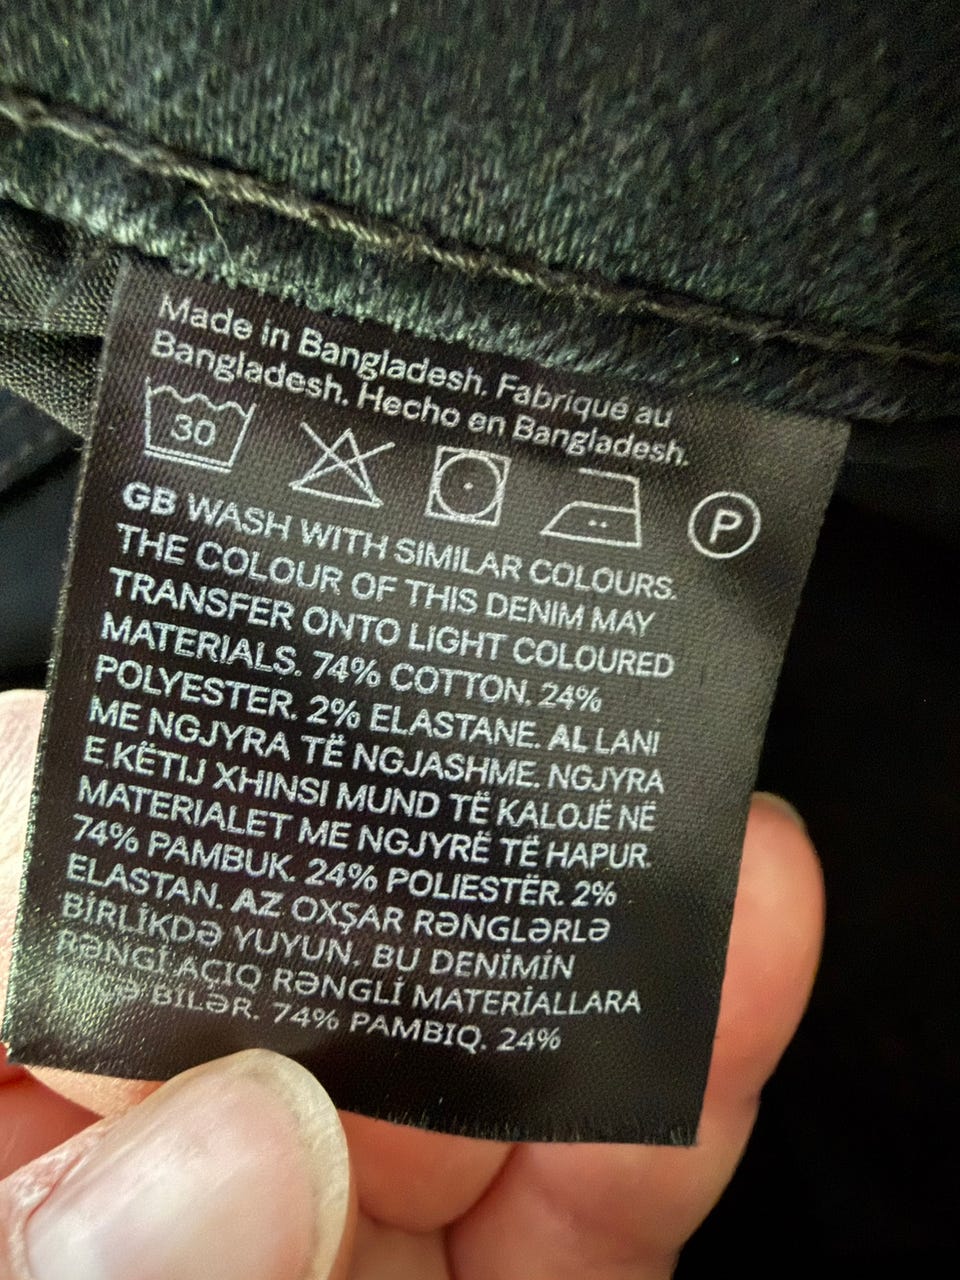 Made in Bangladesh. Fabriqué au
Bangladesh. Hecho en Bangladesh.
30
P
GB WASH WITH SIMILAR COLOURS.
THE COLOUR OF THIS DENIM MAY
TRANSFER ONTO LIGHT COLOURED
MATERIALS. 74% COTTON. 24%
POLYESTER. 2% ELASTANE. AL LANI
ME NGJYRA TË NGJASHME. NGJYRA
E KËTIJ XHINSI MUND TË KALOJË NË
MATERIALET ME NGJYRË TË HAPUR.
74% PAMBUK. 24% POLIESTËR. 2%
ELASTAN. AZ OXŞAR RƏNGLƏRLƏ
BİRLİKDƏ YUYUN. BU DENİMİN
RƏNGİ AÇIQ RƏNGLİ MATERİALLARA
BİLƏR. 74% PAMBIQ. 24%